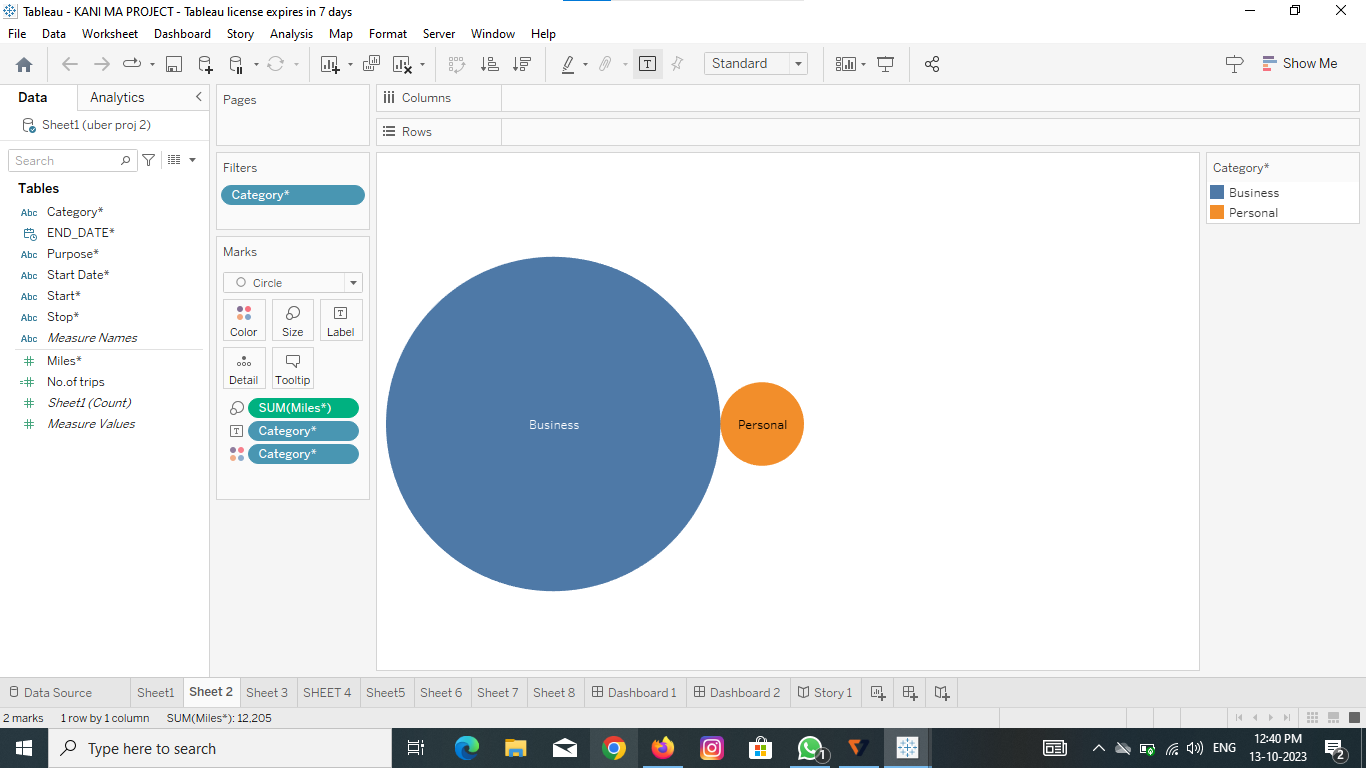 Tableau - KANI MA PROJECT - Tableau license expires in 7 days
File Data Worksheet Dashboard Story Analysis Map Format Server Window Help
Standard
Show Me
Data Analytics
Sheet1 (uber proj 2)
Search
Tables
Abc Category*
END_DATE*
Abc Purpose*
Abc Start Date*
Abc Start*
Abc Stop*
Abc Measure Names
Miles*
No.of trips
Sheet1 (Count)
Measure Values
Pages
Filters
Category*
Marks
Circle
Color Size Label
Detail Tooltip
SUM(Miles*)
Category*
Category*
Columns
Rows
Business
Personal
Category*
Business
Personal
Data Source Sheet1 Sheet 2 Sheet 3 SHEET 4 Sheet5 Sheet 6 Sheet 7 Sheet 8 Dashboard 1 Dashboard 2 Story 1
2 marks 1 row by 1 column SUM(Miles*): 12,205
Type here to search
1
ENG
12:40 PM
13-10-2023
2